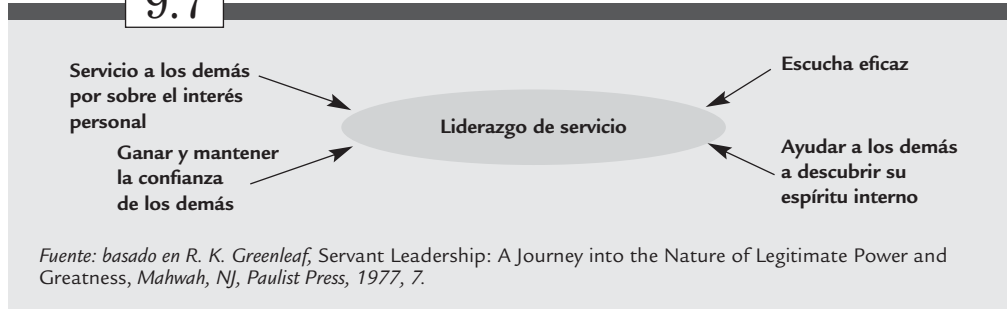 9.7
Servicio a los demás
por sobre el interés
personal
Ganar y mantener
la confianza
de los demás
Liderazgo de servicio
Escucha eficaz
Ayudar a los demás
a descubrir su
espíritu interno
Fuente: basado en R. K. Greenleaf, Servant Leadership: A Journey into the Nature of Legitimate Power and
Greatness, Mahwah, NJ, Paulist Press, 1977, 7.